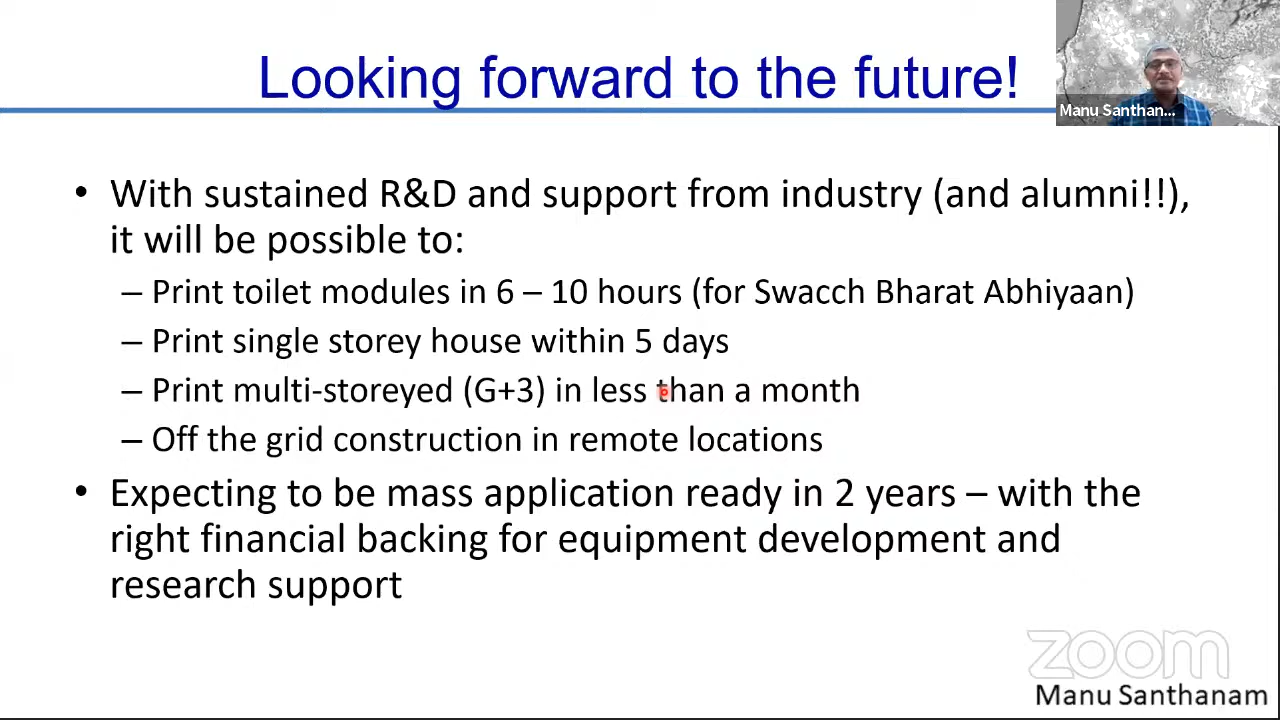 Looking forward to the future!
Manu Santhan...
• With sustained R&D and support from industry (and alumni!!),
it will be possible to:
– Print toilet modules in 6 – 10 hours (for Swacch Bharat Abhiyaan)
– Print single storey house within 5 days
– Print multi-storeyed (G+3) in less than a month
– Off the grid construction in remote locations
• Expecting to be mass application ready in 2 years – with the
right financial backing for equipment development and
research support
zoom
Manu Santhanam